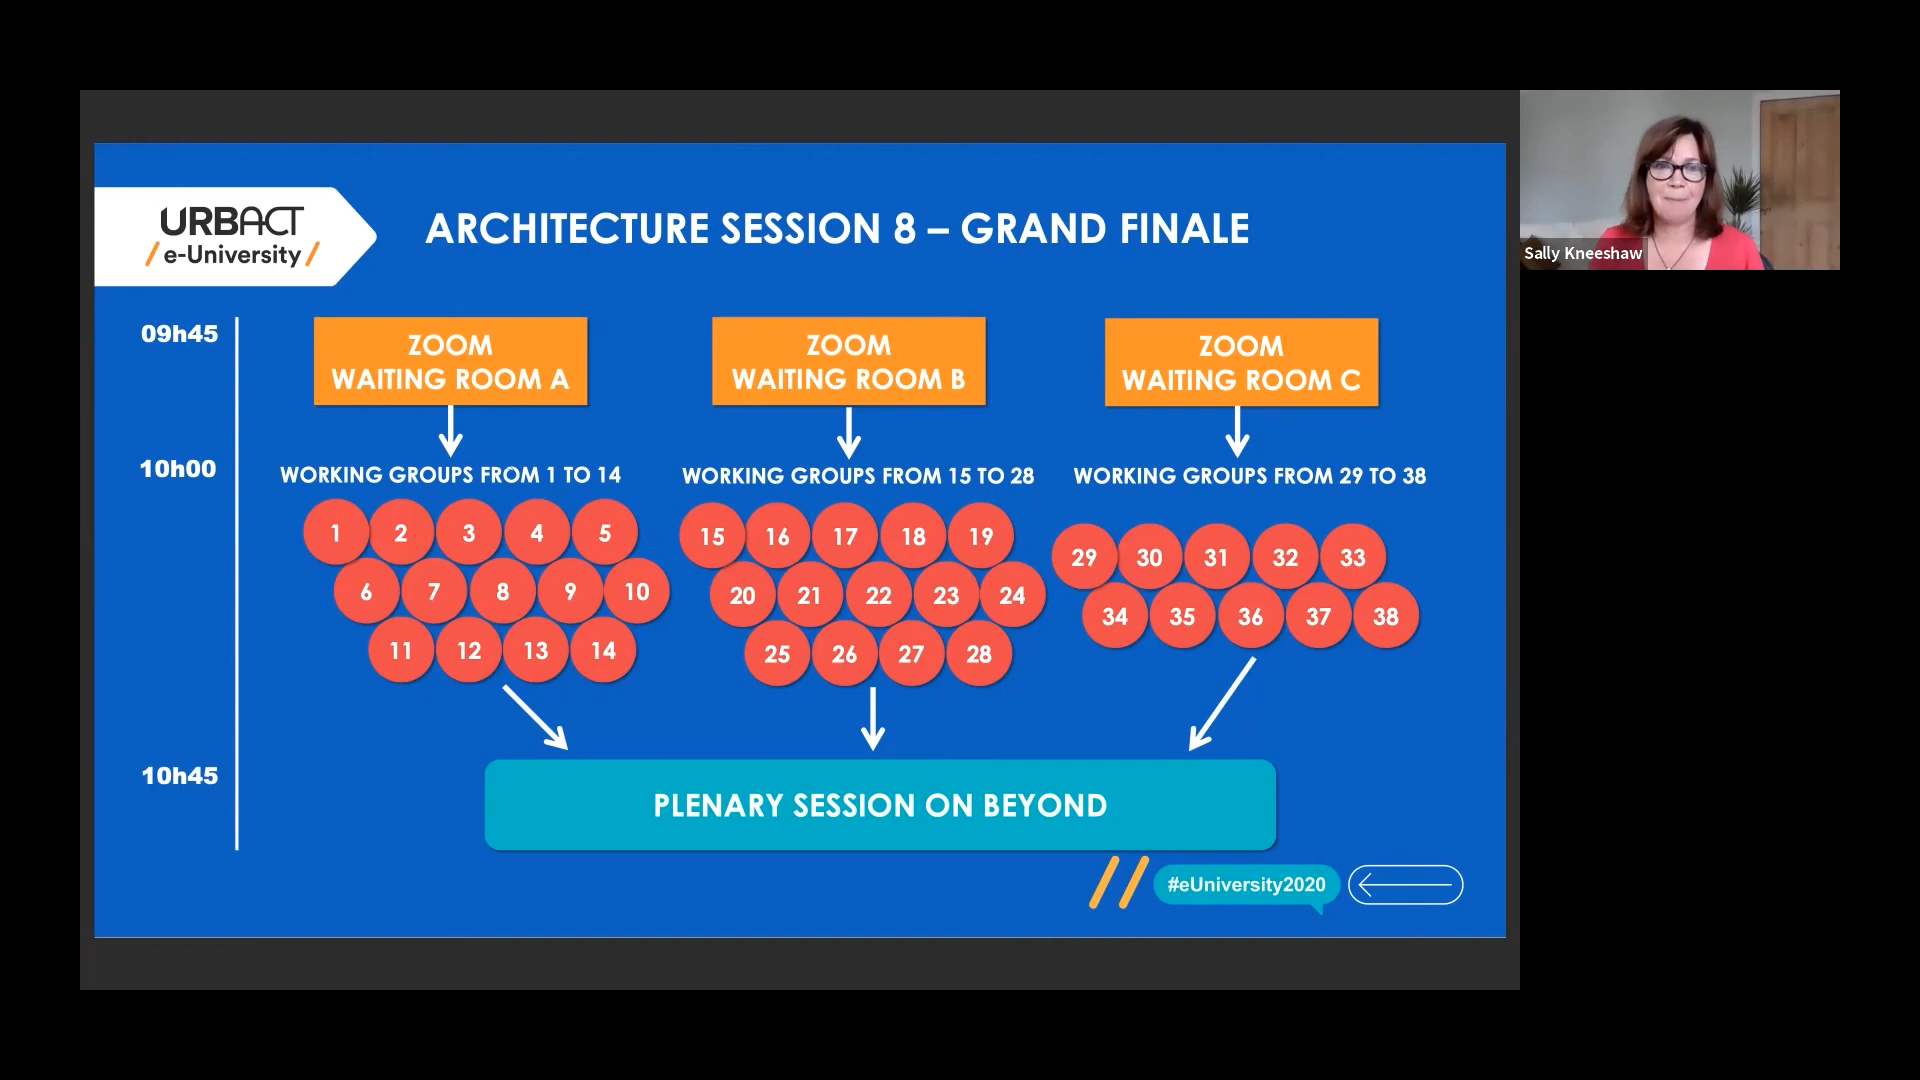 URBACT
/ e-University /
ARCHITECTURE SESSION 8 – GRAND FINALE
Sally Kneeshaw
09h45
ZOOM
WAITING ROOM A
ZOOM
WAITING ROOM B
ZOOM
WAITING ROOM C
10h00
WORKING GROUPS FROM 1 TO 14
WORKING GROUPS FROM 15 TO 28
WORKING GROUPS FROM 29 TO 38
1 2 3 4 5
6 7 8 9 10
11 12 13 14
15 16 17 18 19
20 21 22 23 24
25 26 27 28
29 30 31 32 33
34 35 36 37 38
10h45
PLENARY SESSION ON BEYOND
#eUniversity2020